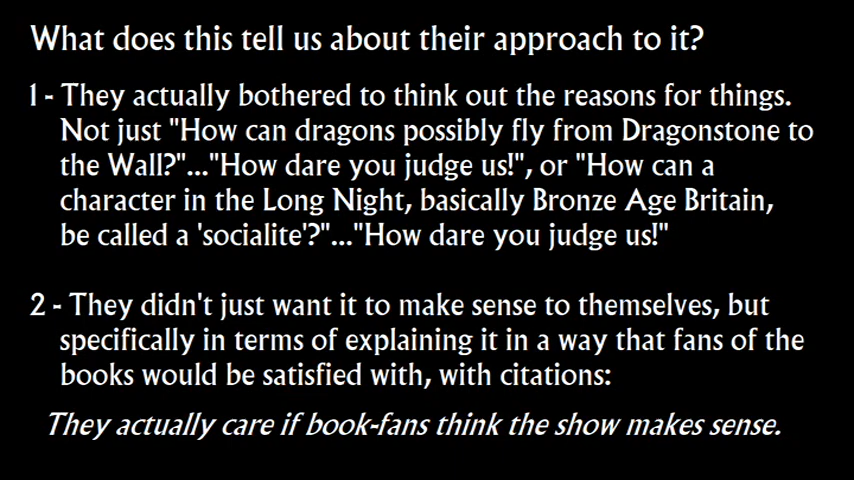 What does this tell us about their approach to it?
1 - They actually bothered to think out the reasons for things.
Not just "How can dragons possibly fly from Dragonstone to
the Wall?"..."How dare you judge us!", or "How can a
character in the Long Night, basically Bronze Age Britain,
be called a 'socialite'?"..."How dare you judge us!"
2 - They didn't just want it to make sense to themselves, but
specifically in terms of explaining it in a way that fans of the
books would be satisfied with, with citations:
They actually care if book-fans think the show makes sense.